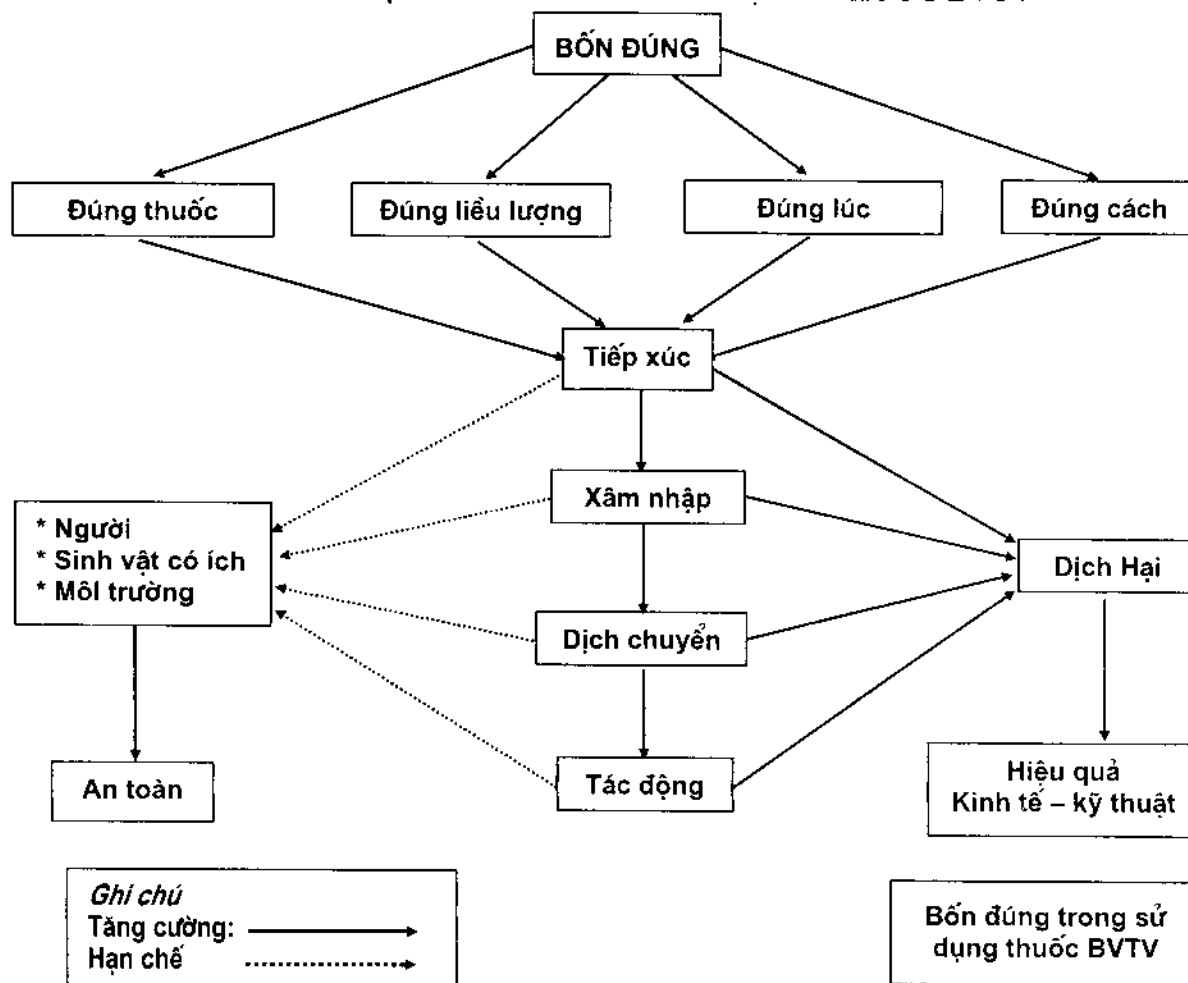 BỐN ĐÚNG
Đúng thuốc
Đúng liều lượng
Đúng lúc
Đúng cách
Tiếp xúc
Xâm nhập
* Người
* Sinh vật có ích
* Môl trường
Dịch Hại
Dịch chuyển
Tác động
An toàn
Hiệu quả
Kinh tế – kỹ thuật
Ghi chú
Tăng cường:
Hạn chế
Bốn đúng trong sử
dụng thuốc BVTV